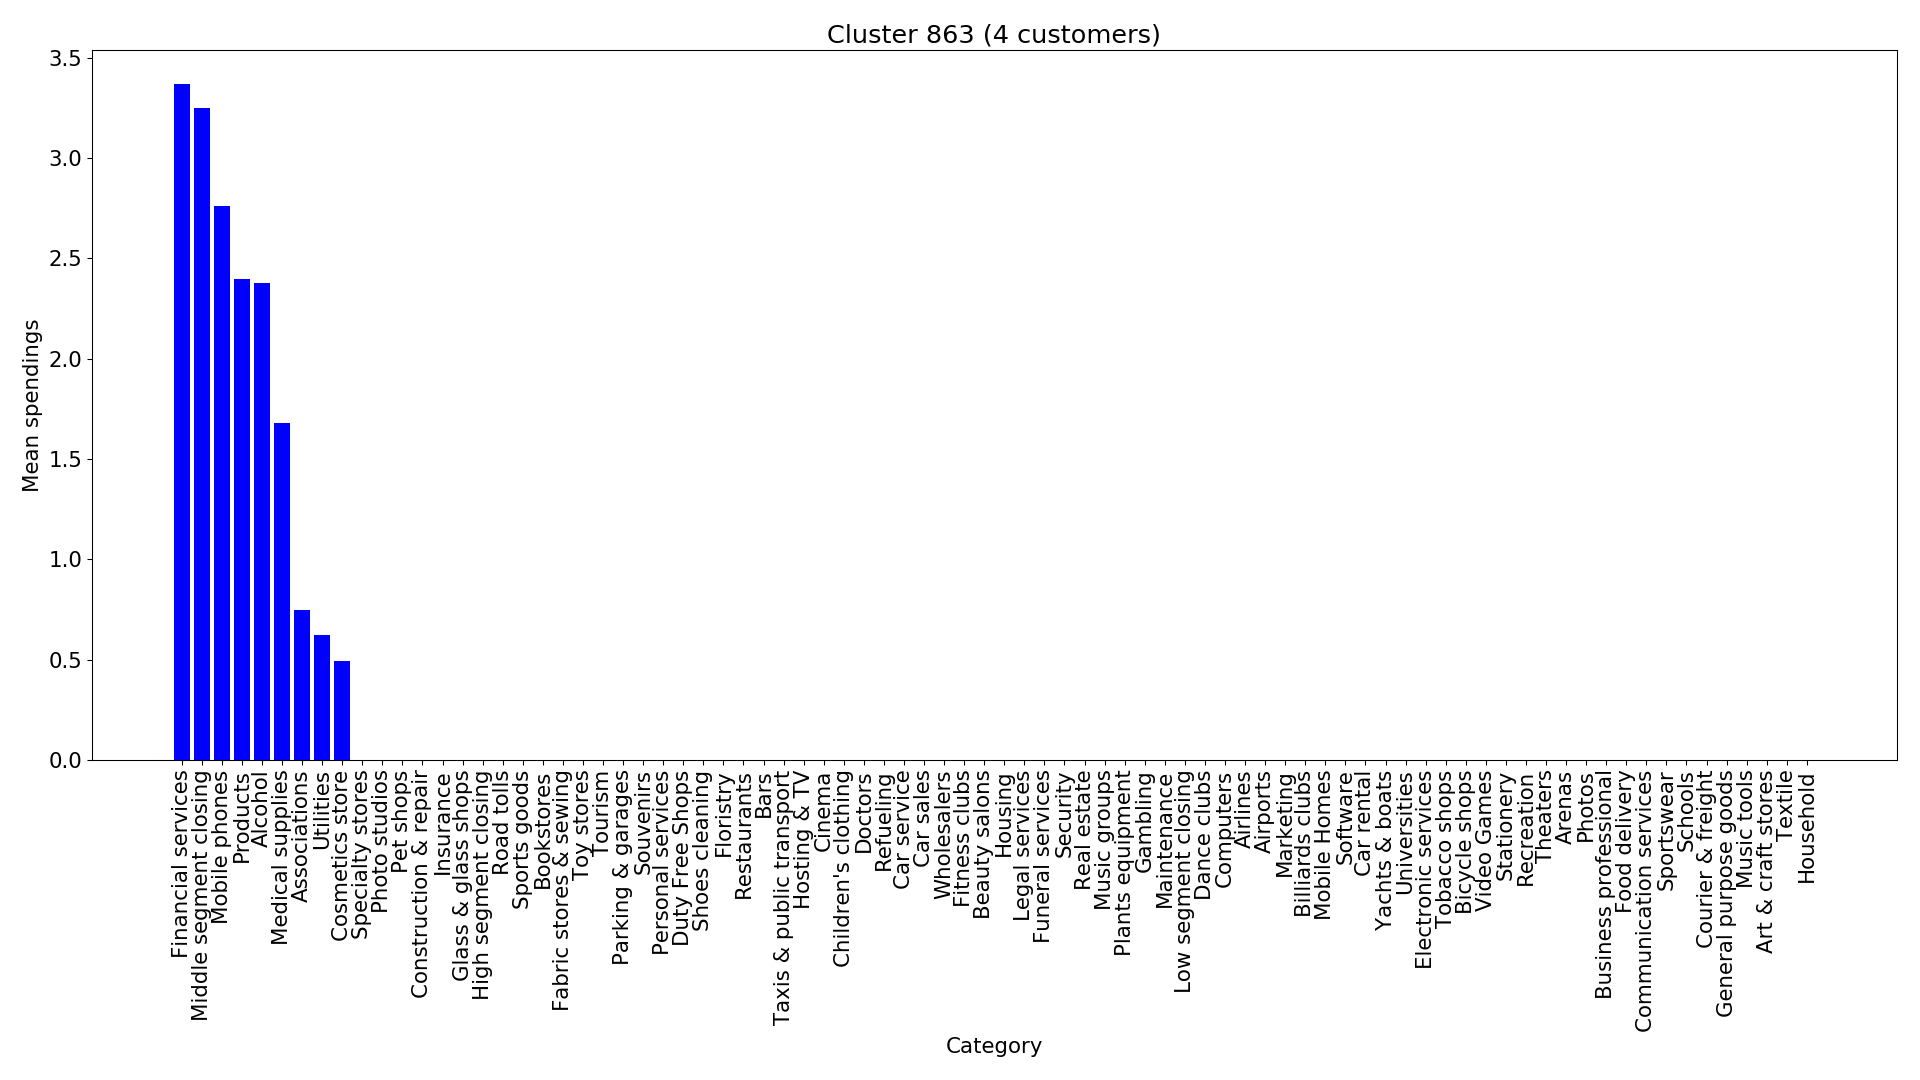 Cluster 863 (4 customers)
3.5
3.0
2.5
2.0
1.5
1.0
0.5
0.0
Mean spendings
Financial services
Middle segment closing
Mobile phones
Products
Alcohol
Medical supplies
Associations
Utilities
Cosmetics store
Specialty stores
Photo studios
Pet shops
Construction & repair
Insurance
Glass & glass shops
High segment closing
Road tolls
Sports goods
Bookstores
Fabric stores & sewing
Toy stores
Tourism
Parking & garages
Souvenirs
Personal services
Duty Free Shops
Shoes cleaning
Floristry
Restaurants
Bars
Taxis & public transport
Hosting & TV
Cinema
Children's clothing
Doctors
Refueling
Car service
Car sales
Wholesalers
Fitness clubs
Beauty salons
Housing
Legal services
Funeral services
Security
Real estate
Music groups
Plants equipment
Gambling
Maintenance
Low segment closing
Dance clubs
Computers
Airlines
Airports
Marketing
Billiards clubs
Mobile Homes
Software
Car rental
Yachts & boats
Universities
Electronic services
Tobacco shops
Bicycle shops
Video Games
Stationery
Recreation
Theaters
Arenas
Photos
Business professional
Food delivery
Communication services
Sportswear
Schools
Courier & freight
General purpose goods
Music tools
Art & craft stores
Textile
Household
Category